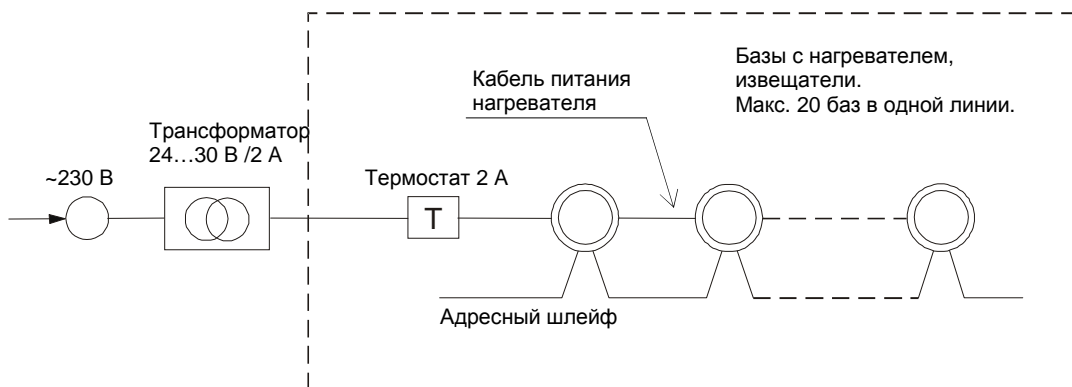 Базы с нагревателем,
извещатели.
Макс. 20 баз в одной линии.
Кабель питания
нагревателя
Трансформатор
24…30 В /2 А
~230 В
Термостат 2 А
Т
Адресный шлейф